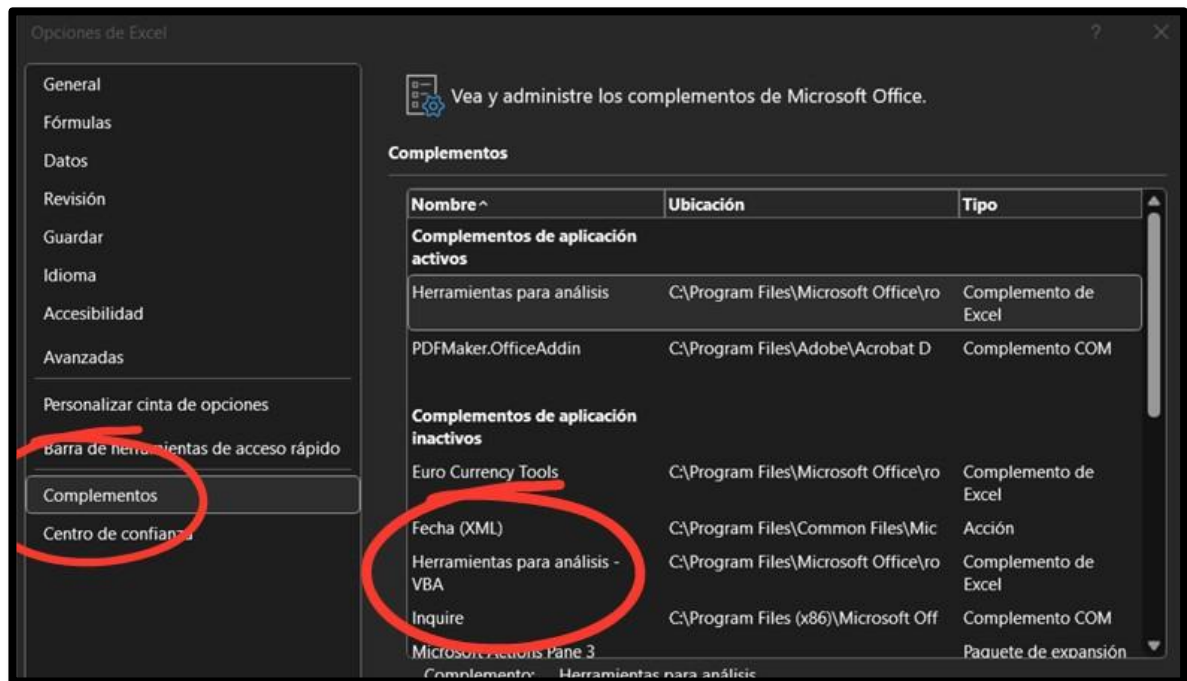 Opciones de Excel
?
General
Fórmulas
Datos
Revisión
Guardar
Idioma
Accesibilidad
Avanzadas
Personalizar cinta de opciones
Barra de herramientas de acceso rápido
Complementos
Centro de confianza
Vea y administre los complementos de Microsoft Office.
Complementos
Nombre Ubicación Tipo
Complementos de aplicación
activos
Herramientas para análisis C:\Program Files\Microsoft Office\ro Complemento de
Excel
PDFMaker.OfficeAddin C:\Program Files\Adobe\Acrobat D Complemento COM
Complementos de aplicación
inactivos
Euro Currency Tools C:\Program Files\Microsoft Office\ro Complemento de
Excel
Fecha (XML) C:\Program Files\Common Files\Mic Acción
Herramientas para análisis - C:\Program Files\Microsoft Office\ro Complemento de
VBA Excel
Inquire C:\Program Files (x86)\Microsoft Off Complemento COM
Microsoft Actions Pane 3 Paquete de expansión
Complemento: Herramientas para análisis